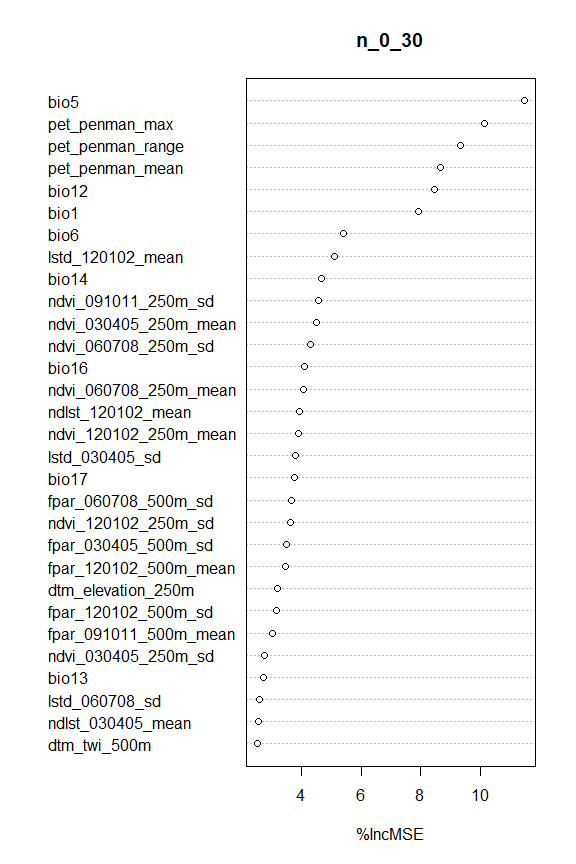 n_0_30
bio5
pet_penman_max
pet_penman_range
pet_penman_mean
bio12
bio1
bio6
lstd_120102_mean
bio14
ndvi_091011_250m_sd
ndvi_030405_250m_mean
ndvi_060708_250m_sd
bio16
ndvi_060708_250m_mean
ndlst_120102_mean
ndvi_120102_250m_mean
lstd_030405_sd
bio17
fpar_060708_500m_sd
ndvi_120102_250m_sd
fpar_030405_500m_sd
fpar_120102_500m_mean
dtm_elevation_250m
fpar_120102_500m_sd
fpar_091011_500m_mean
ndvi_030405_250m_sd
bio13
lstd_060708_sd
ndlst_030405_mean
dtm_twi_500m
4 6 8 10
%IncMSE